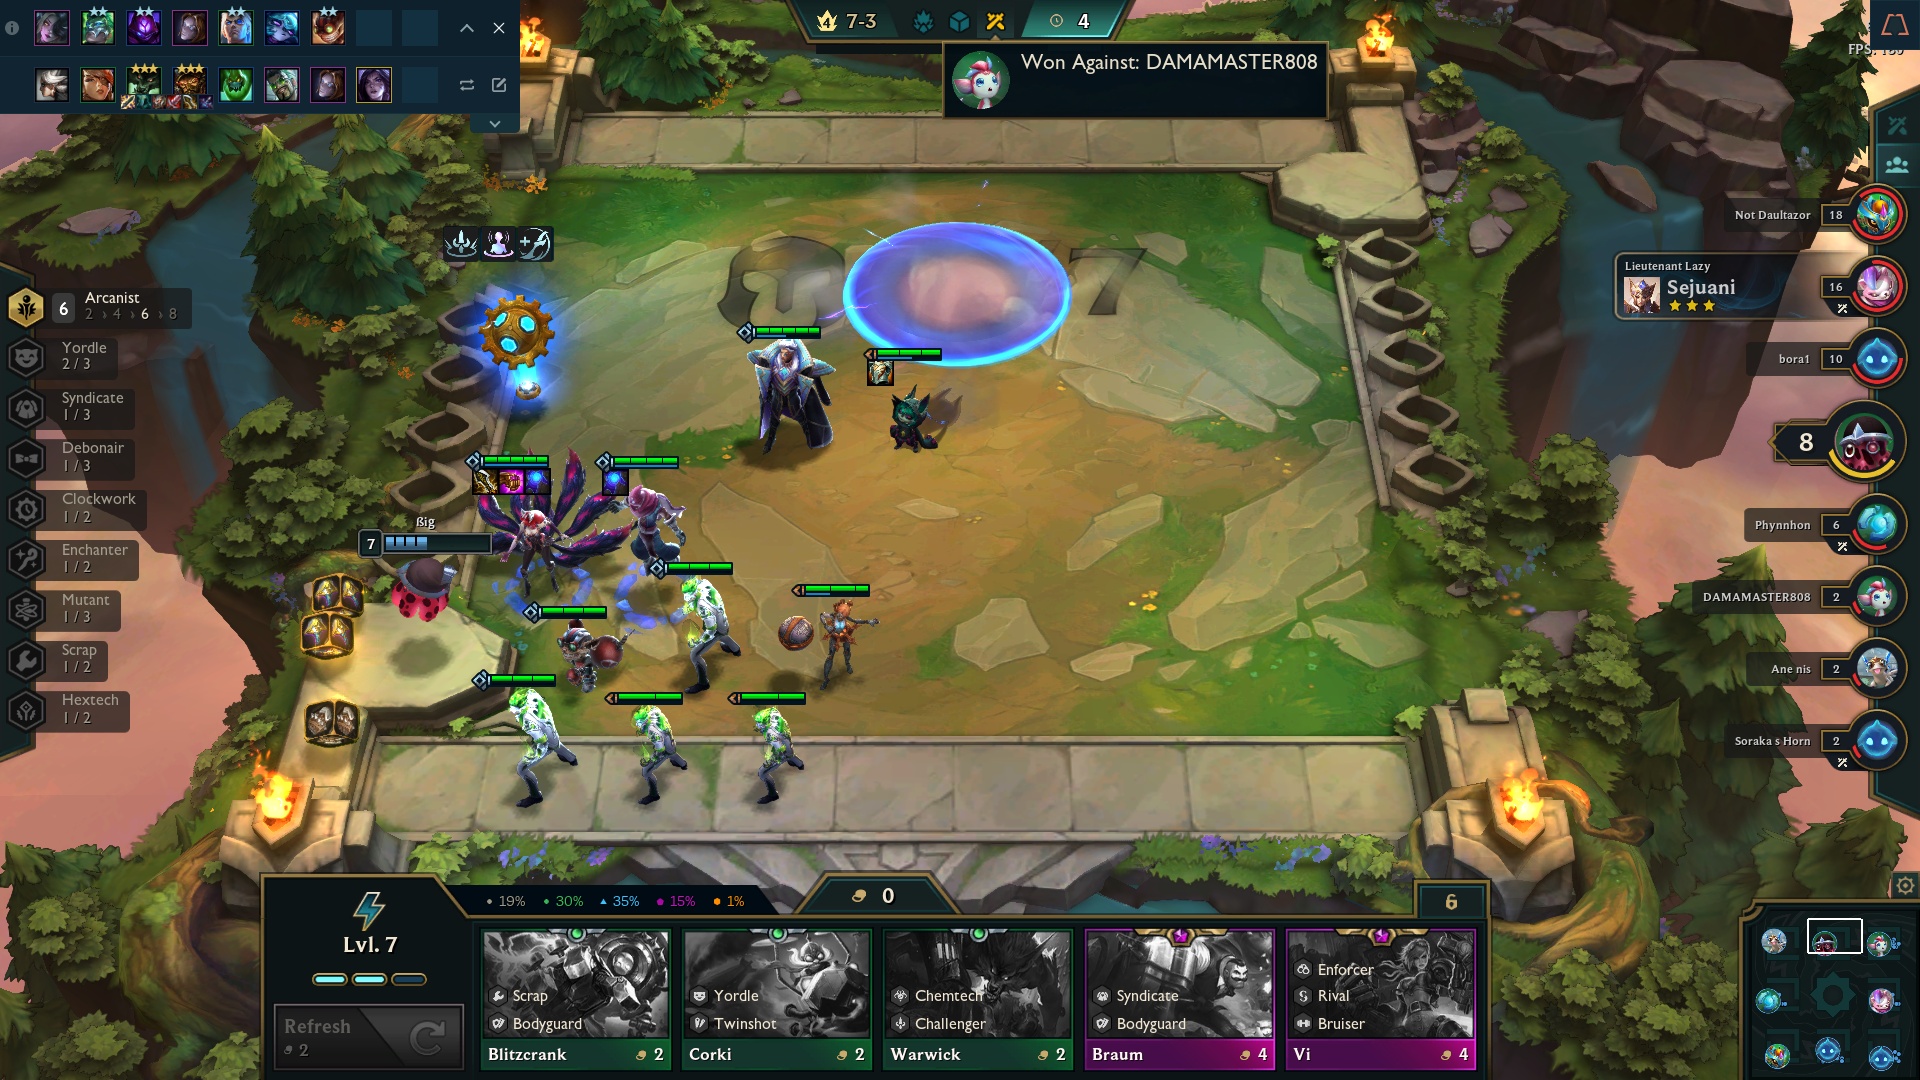 4
7-3
4
Won Against: DAMAMASTER808
FPS:
Not Daultazor
18
Lieutenant Lazy
Sejuani
16
bora1
10
8
Phynnhon
6
DAMAMASTER808
2
Ane nis
2
Soraka s Horn
2
6
Arcanist
2 › 4 › 6 › 8
Yordle
2 / 3
Syndicate
1 / 3
Debonair
1 / 3
Clockwork
1 / 2
Enchanter
1 / 2
Mutant
1 / 3
Scrap
1 / 2
Hextech
1 / 2
7
ßig
7
Lvl. 7
19%
30%
35%
15%
1%
0
6
Refresh
2
Scrap
Bodyguard
Blitzcrank
2
Yordle
Twinshot
Corki
2
Chemtech
Challenger
Warwick
2
Syndicate
Bodyguard
Braum
4
Enforcer
Rival
Bruiser
Vi
4